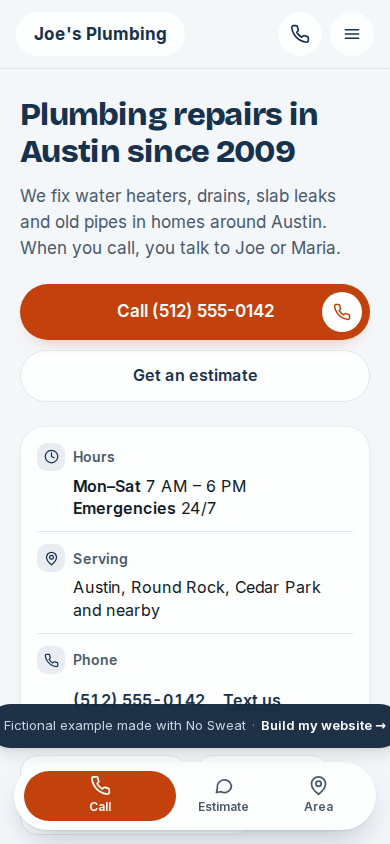 Joe's Plumbing
Plumbing repairs in
Austin since 2009
We fix water heaters, drains, slab leaks
and old pipes in homes around Austin.
When you call, you talk to Joe or Maria.
Call (512) 555-0142
Get an estimate
Hours
Mon–Sat 7 AM – 6 PM
Emergencies 24/7
Serving
Austin, Round Rock, Cedar Park
and nearby
Phone
(512) 555-0142 Text us
Fictional example made with No Sweat · Build my website →
Call
Estimate
Area